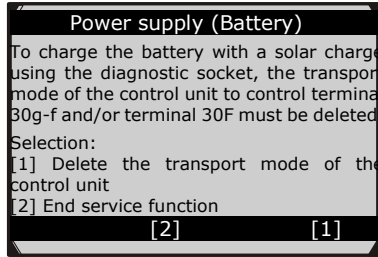 Power supply (Battery)
To charge the battery with a solar charge
using the diagnostic socket, the transpor
mode of the control unit to control termina
30g-f and/or terminal 30F must be deleted
Selection:
[1] Delete the transport mode of the
control unit
[2] End service function
[2] [1]